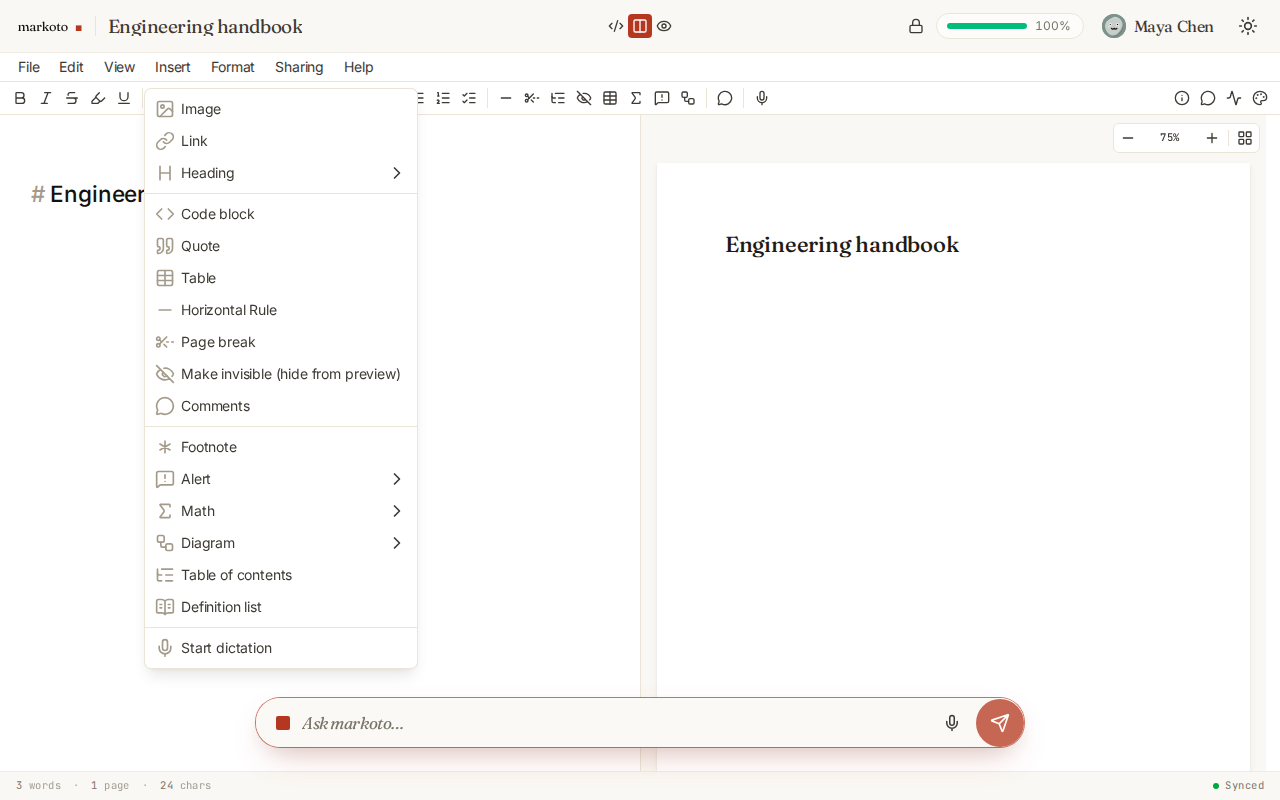 markoto
Engineering handbook
100%
Maya Chen
File Edit View Insert Format Sharing Help
75%
Image
Link
Heading
# Engineer
Code block
Quote
Table
Horizontal Rule
Page break
Make invisible (hide from preview)
Comments
Footnote
Alert
Math
Diagram
Table of contents
Definition list
Start dictation
Engineering handbook
Ask markoto...
3 words · 1 page · 24 chars
Synced